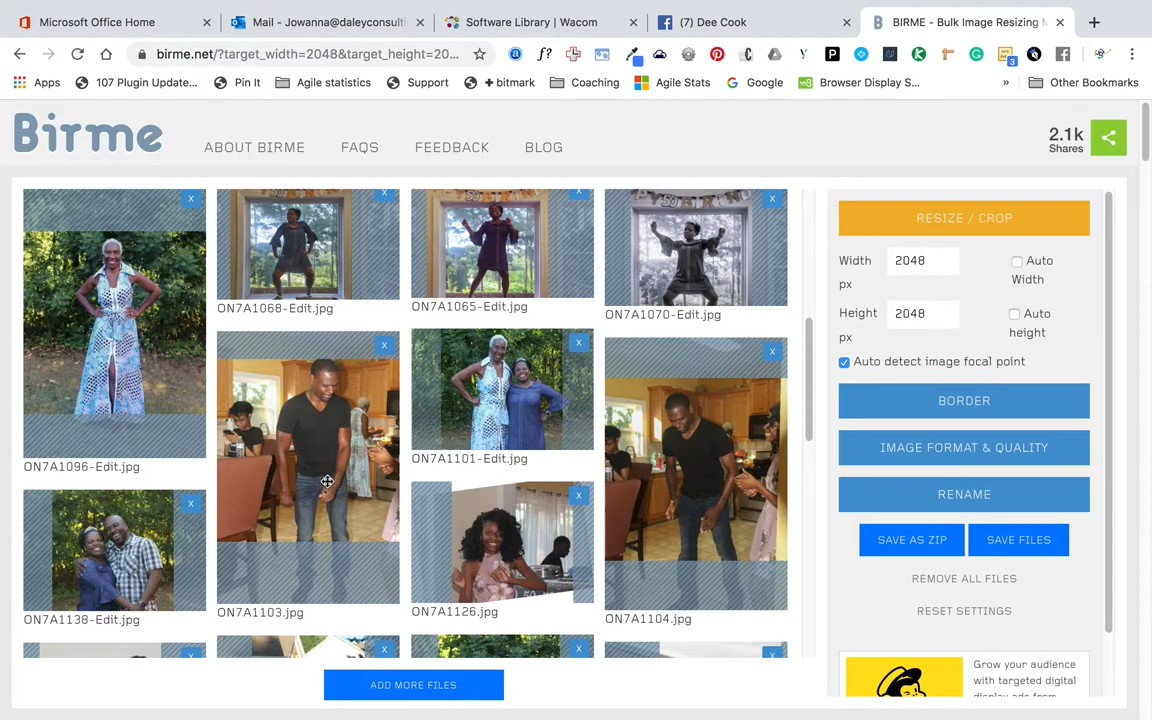 Microsoft Office Home
Mail - Jowanna@daleyconsulti
Software Library | Wacom
(7) Dee Cook
BIRME - Bulk Image Resizing M
birme.net/?target_width=2048&target_height=20...
Apps
107 Plugin Update...
Pin It
Agile statistics
Support
+ bitmark
Coaching
Agile Stats
Google
Browser Display S...
»
Other Bookmarks
Birme
ABOUT BIRME
FAQS
FEEDBACK
BLOG
2.1k
Shares
ON7A1068-Edit.jpg
ON7A1065-Edit.jpg
ON7A1070-Edit.jpg
ON7A1096-Edit.jpg
ON7A1101-Edit.jpg
ON7A1138-Edit.jpg
ON7A1103.jpg
ON7A1126.jpg
ON7A1104.jpg
ADD MORE FILES
RESIZE / CROP
Width
px
2048
Auto
Width
Height
px
2048
Auto
height
Auto detect image focal point
BORDER
IMAGE FORMAT & QUALITY
RENAME
SAVE AS ZIP
SAVE FILES
REMOVE ALL FILES
RESET SETTINGS
Grow your audience
with targeted digital
display ads from